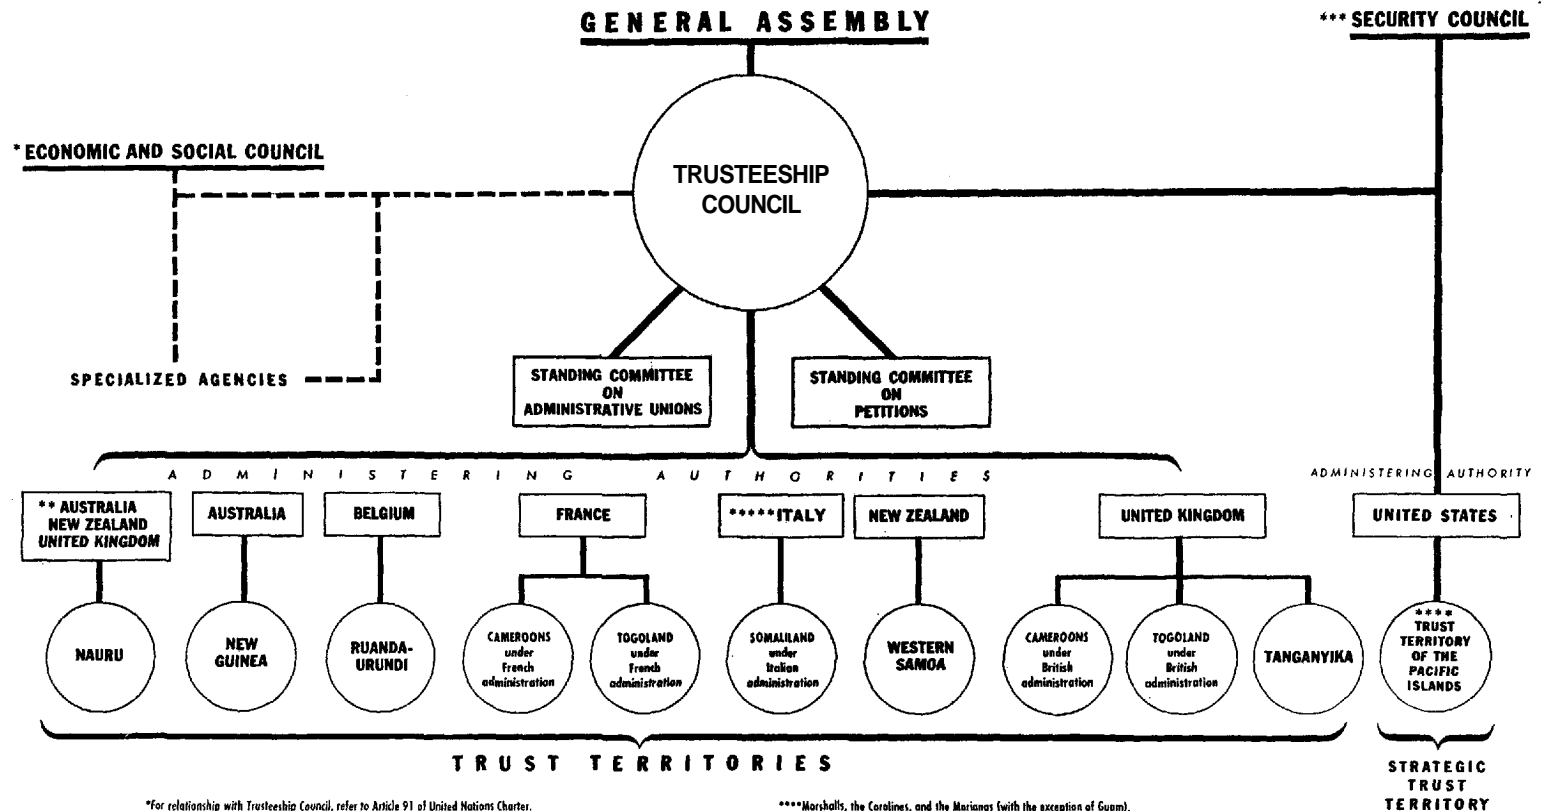 GENERAL ASSEMBLY
*** SECURITY COUNCIL
* ECONOMIC AND SOCIAL COUNCIL
TRUSTEESHIP
COUNCIL
SPECIALIZED AGENCIES
STANDING COMMITTEE
ON
ADMINISTRATIVE UNIONS
STANDING COMMITTEE
ON
PETITIONS
ADMINISTERING AUTHORITIES
ADMINISTERING AUTHORITY
** AUSTRALIA
NEW ZEALAND
UNITED KINGDOM
AUSTRALIA
BELGIUM
FRANCE
*****ITALY
NEW ZEALAND
UNITED KINGDOM
UNITED STATES
NAURU
NEW
GUINEA
RUANDA-
URUNDI
CAMEROONS
under
French
administration
TOGOLAND
under
French
administration
SOMALILAND
under
Italian
administration
WESTERN
SAMOA
CAMEROONS
under
British
administration
TOGOLAND
under
British
administration
TANGANYIKA
****
TRUST
TERRITORY
OF THE
PACIFIC
ISLANDS
TRUST TERRITORIES
STRATEGIC
TRUST
TERRITORY
*For relationship with Trusteeship Council, refer to Article 91 of United Nations Charter.
****Marshalls, the Carolines, and the Marianas (with the exception of Guam).